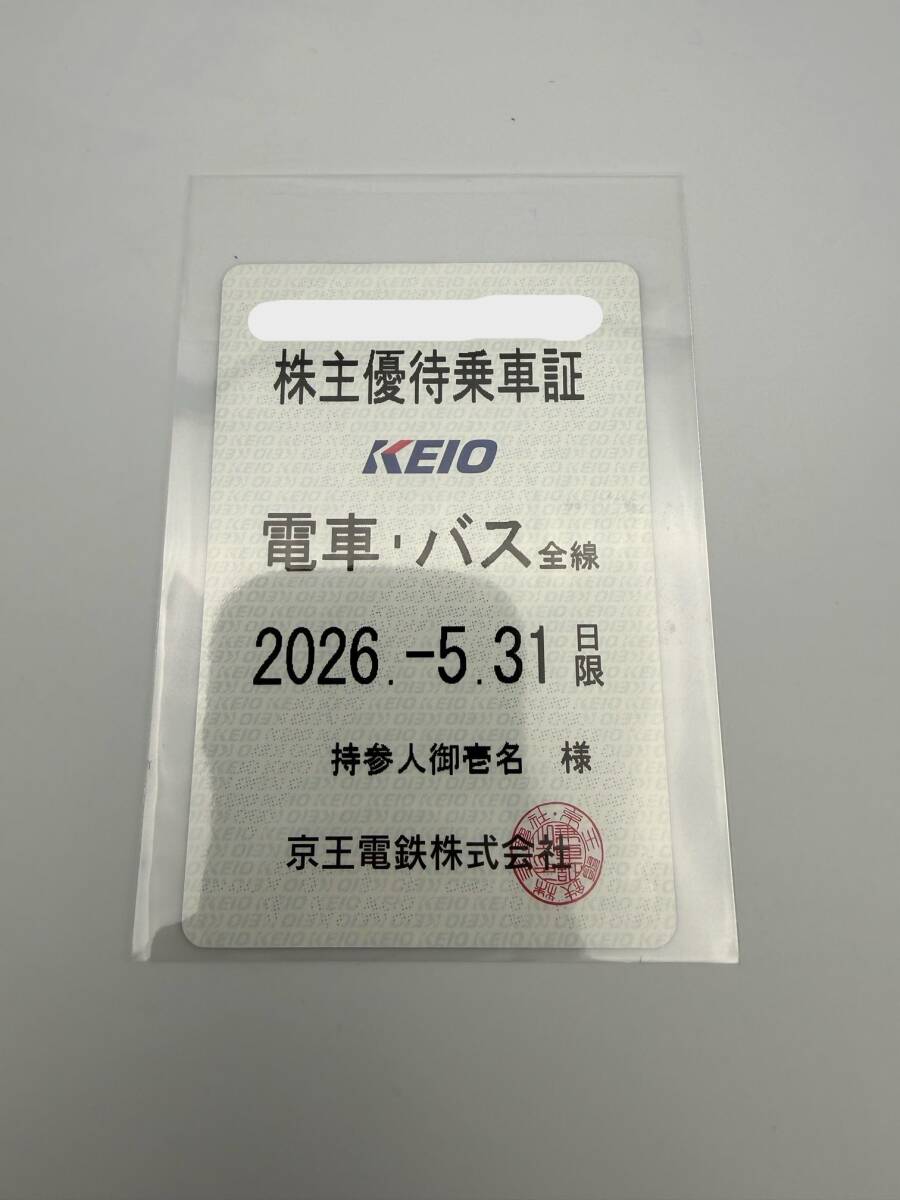 株主優待乗車証
KEIO
電車・バス全線
2026.-5.31日限
持参人御壱名 様
京王電鉄株式会社